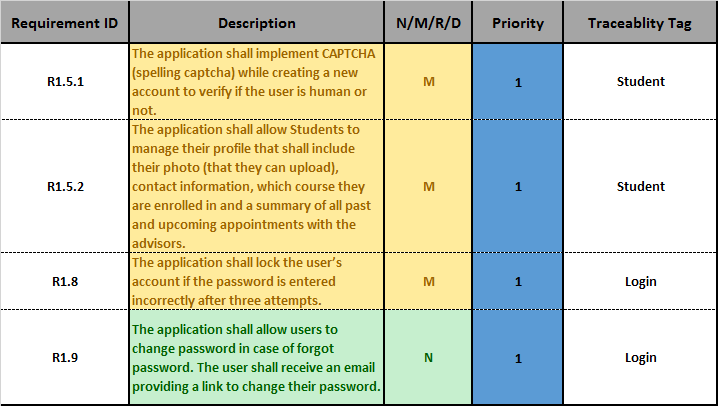 Requirement ID Description N/M/R/D Priority Traceablity Tag
The application shall implement CAPTCHA
(spelling captcha) while creating a new
account to verify if the user is human or
not.
R1.5.1 M 1 Student
The application shall allow Students to
manage their profile that shall include
their photo (that they can upload),
contact information, which course they
are enrolled in and a summary of all past
and upcoming appointments with the
advisors.
R1.5.2 M 1 Student
The application shall lock the user's
account if the password is entered
incorrectly after three attempts.
R1.8 M 1 Login
The application shall allow users to
change password in case of forgot
password. The user shall receive an email
providing a link to change their password.
R1.9 N 1 Login